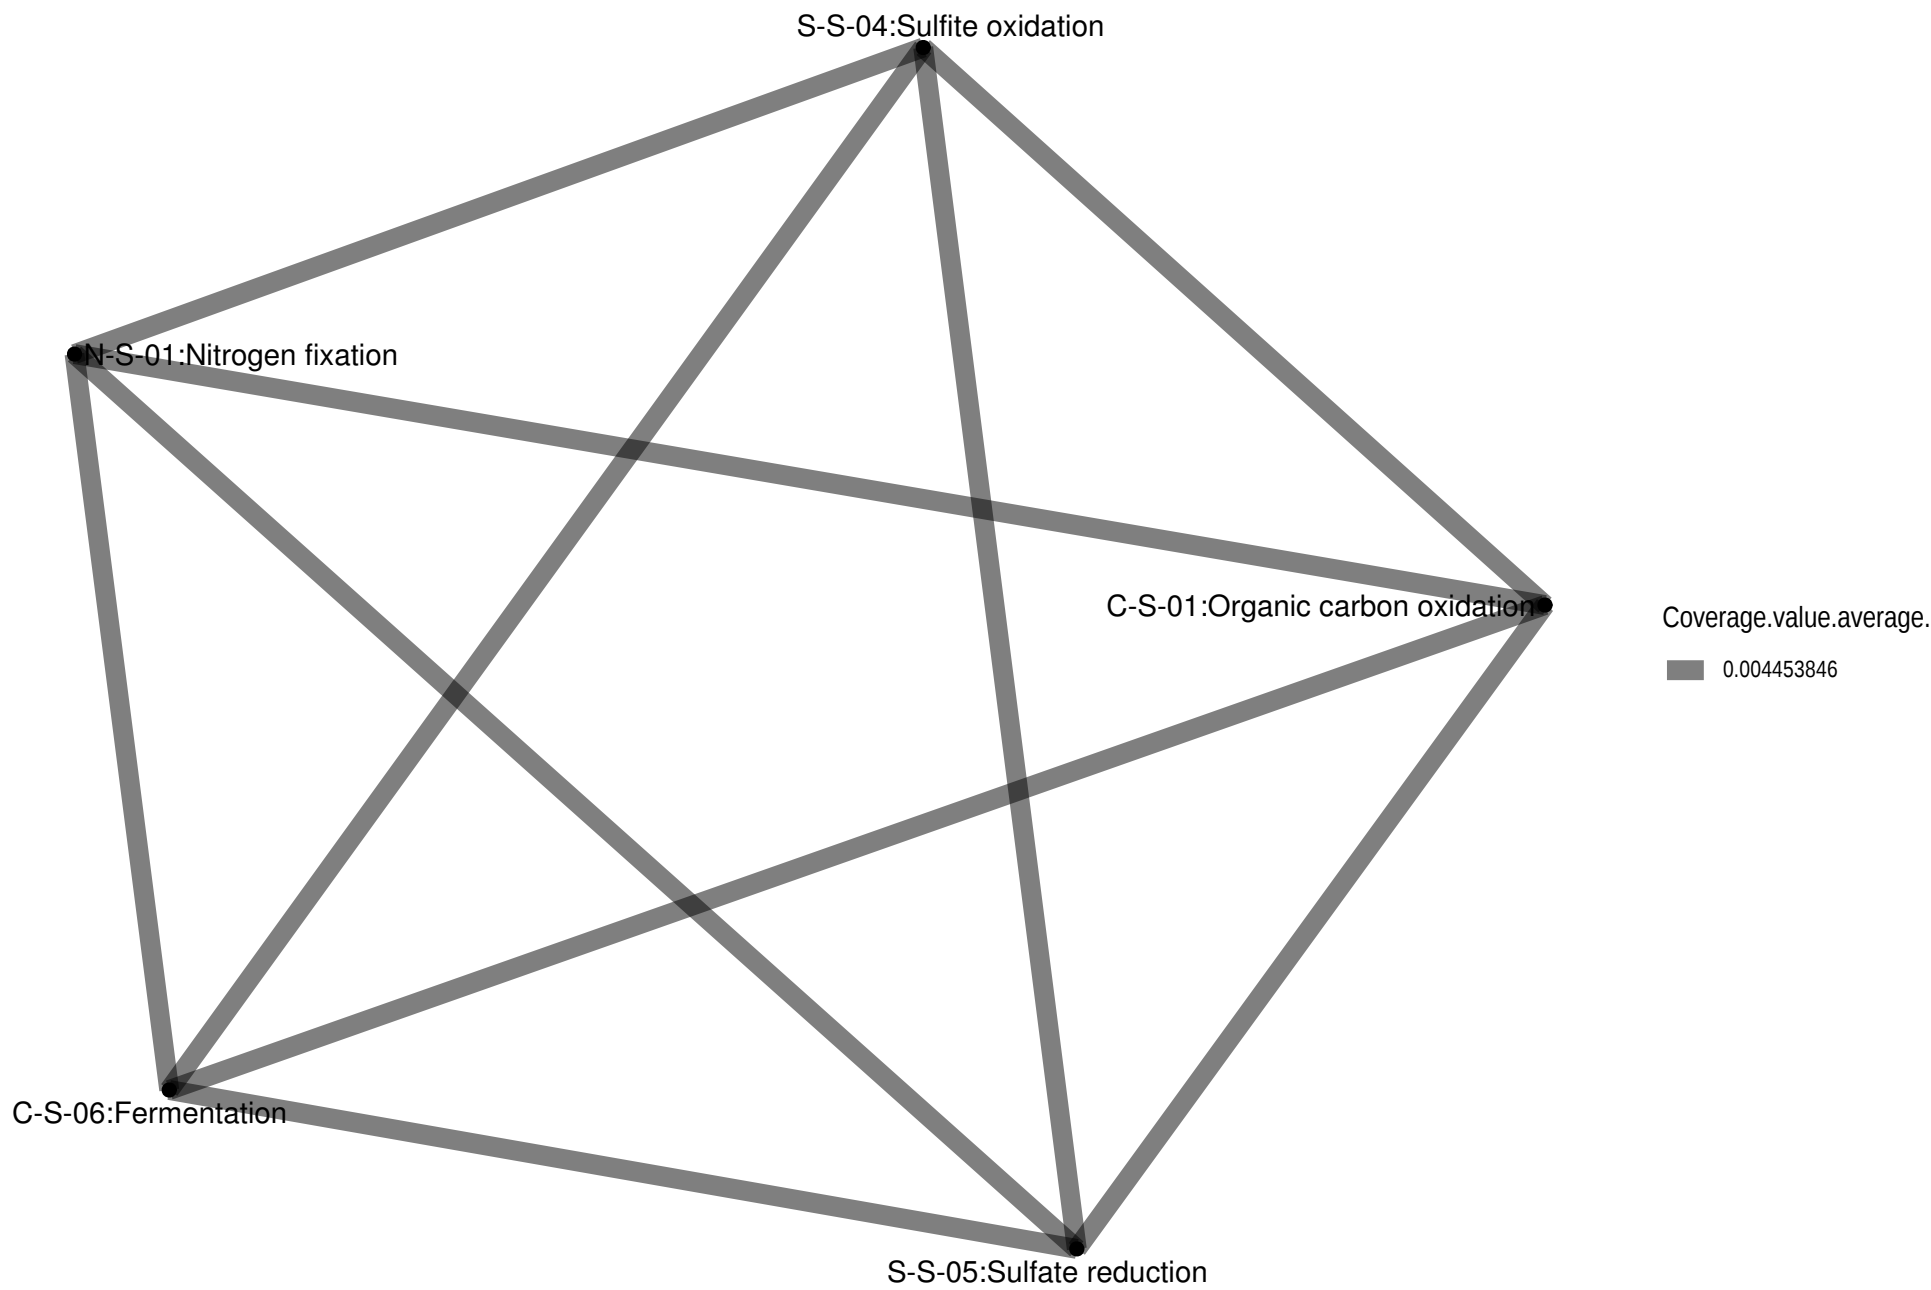 S-S-04:Sulfite oxidation
N-S-01:Nitrogen fixation
C-S-01:Organic carbon oxidation
Coverage.value.average.
0.004453846
C-S-06:Fermentation
S-S-05:Sulfate reduction